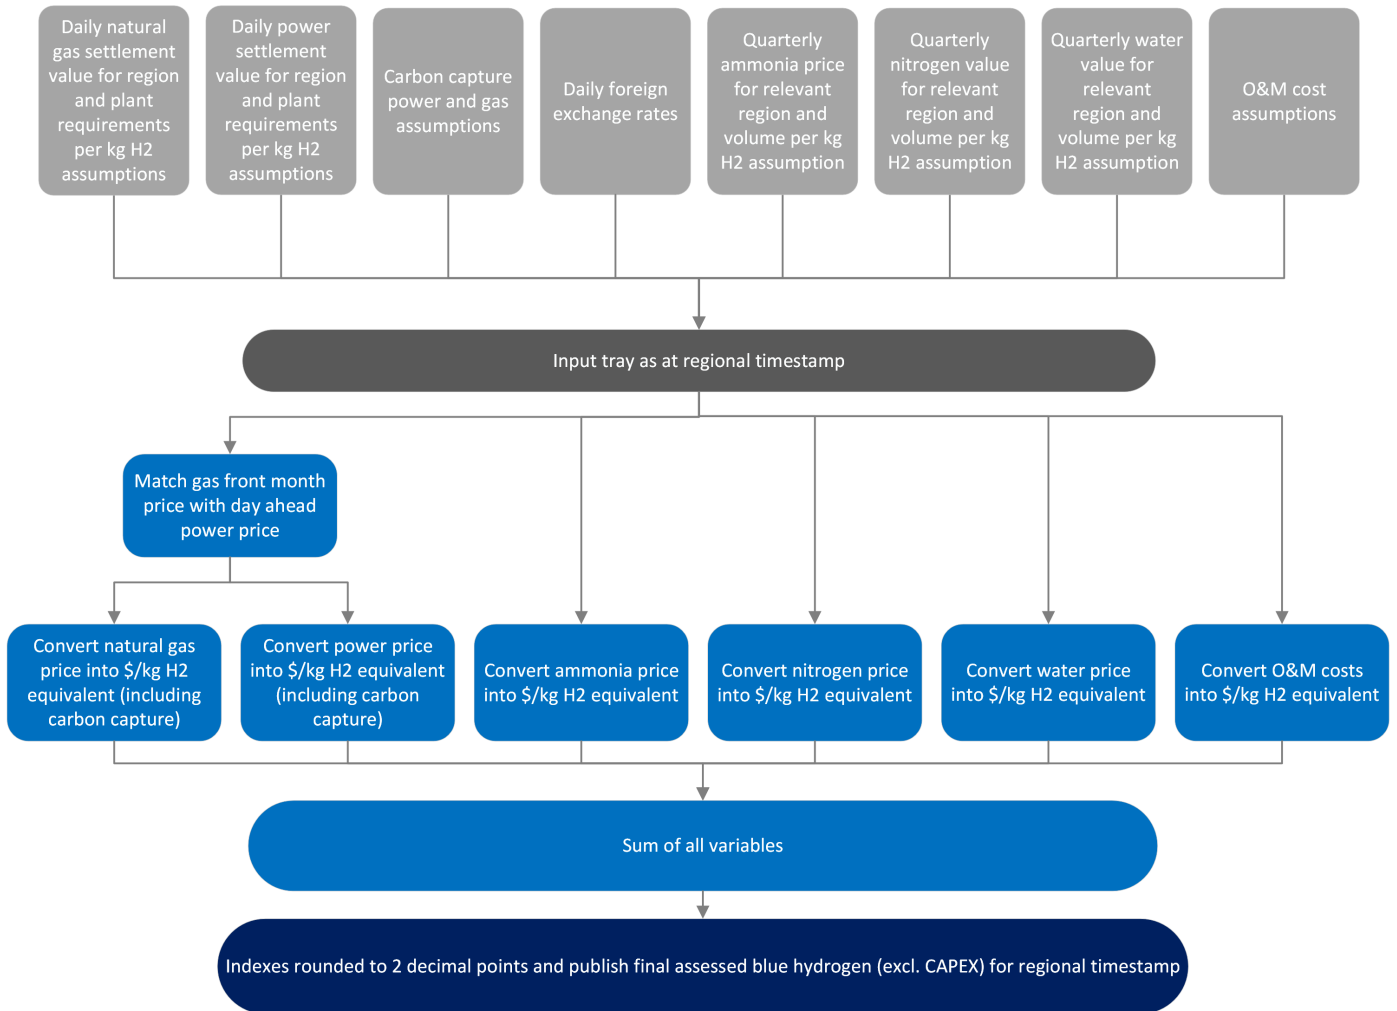 Daily natural
gas settlement
value for region
and plant
requirements
per kg H2
assumptions
Daily power
settlement
value for region
and plant
requirements
per kg H2
assumptions
Carbon capture
power and gas
assumptions
Daily foreign
exchange rates
Quarterly
ammonia price
for relevant
region and
volume per kg
H2 assumption
Quarterly
nitrogen value
for relevant
region and
volume per kg
H2 assumption
Quarterly water
value for
relevant
region and
volume per kg
H2 assumption
O&M cost
assumptions
Input tray as at regional timestamp
Match gas front month
price with day ahead
power price
Convert natural gas
price into $/kg H2
equivalent (including
carbon capture)
Convert power price
into $/kg H2 equivalent
(including carbon
capture)
Convert ammonia price
into $/kg H2 equivalent
Convert nitrogen price
into $/kg H2 equivalent
Convert water price
into $/kg H2 equivalent
Convert O&M costs
into $/kg H2 equivalent
Sum of all variables
Indexes rounded to 2 decimal points and publish final assessed blue hydrogen (excl. CAPEX) for regional timestamp